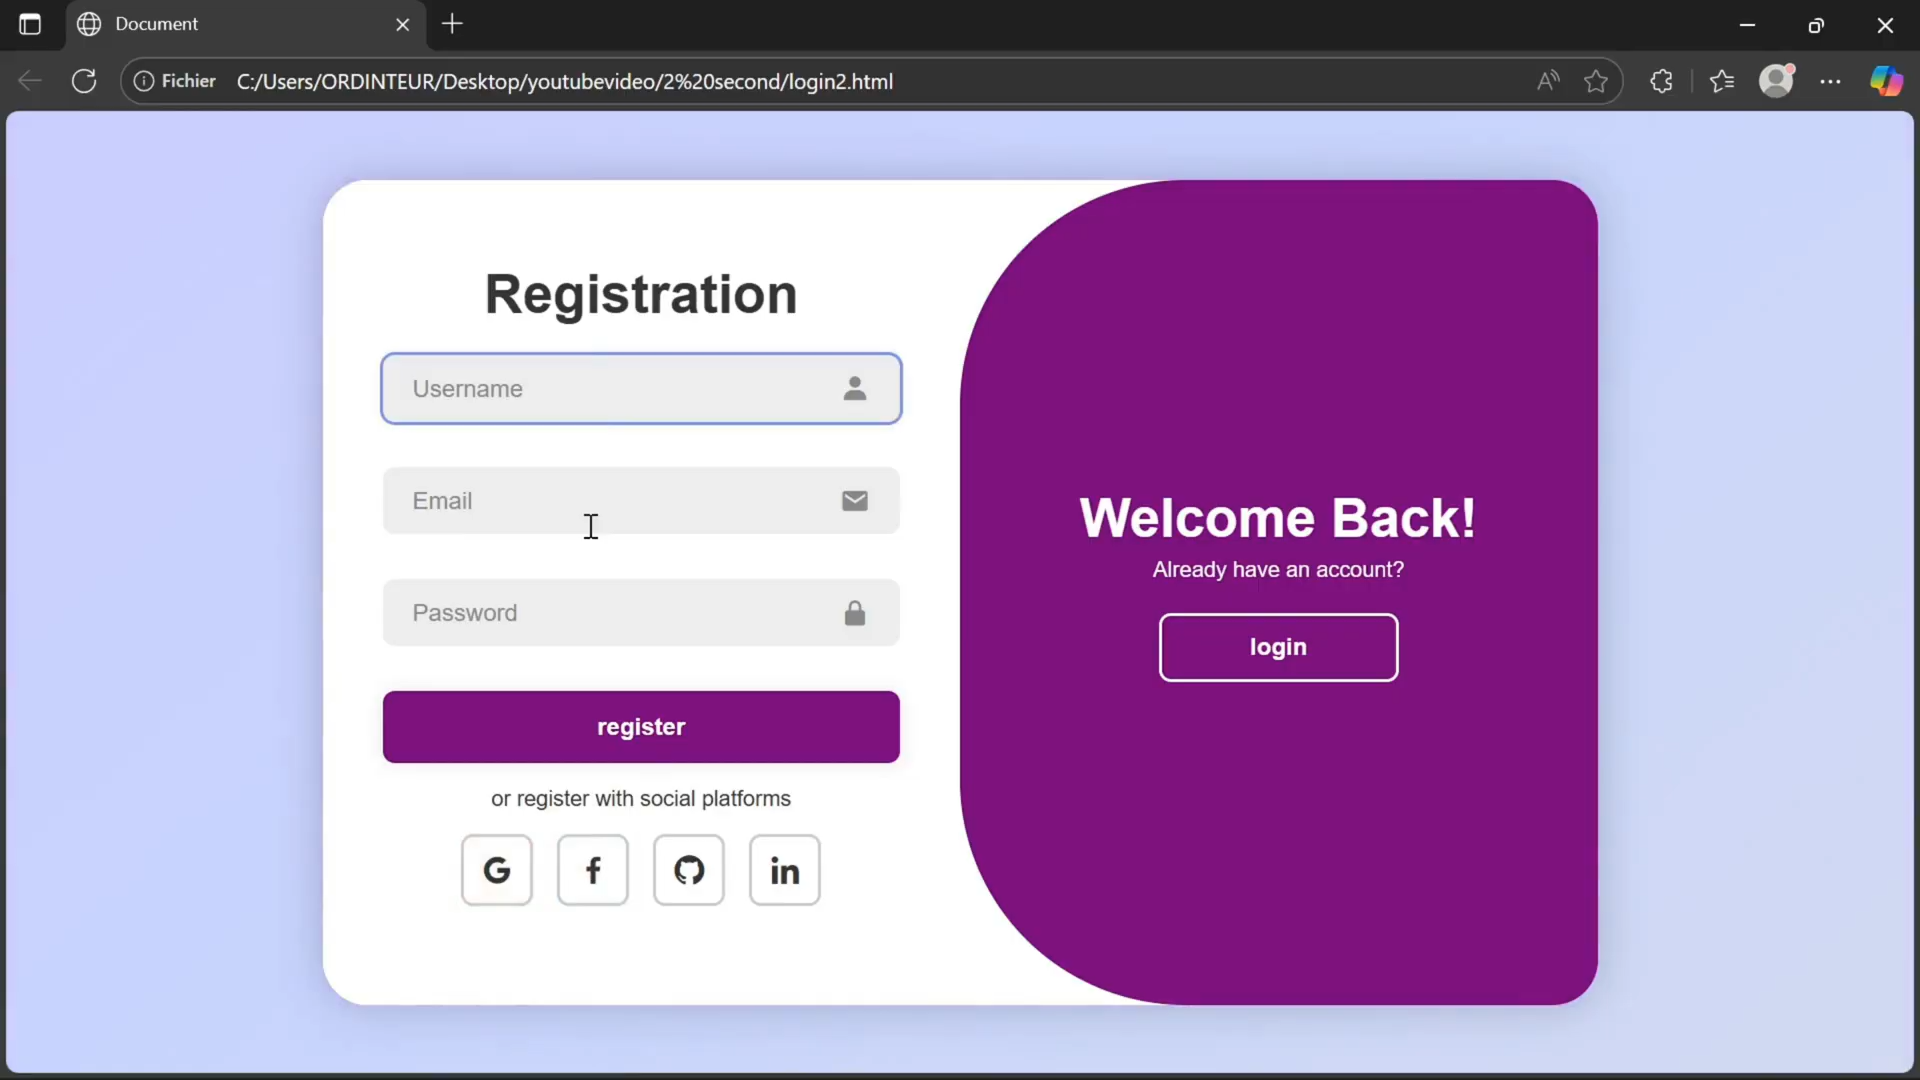 Document
Fichier C:/Users/ORDINTEUR/Desktop/youtubevideo/2%20second/login2.html
Registration
Username
Email
Password
register
or register with social platforms
G f in
Welcome Back!
Already have an account?
login